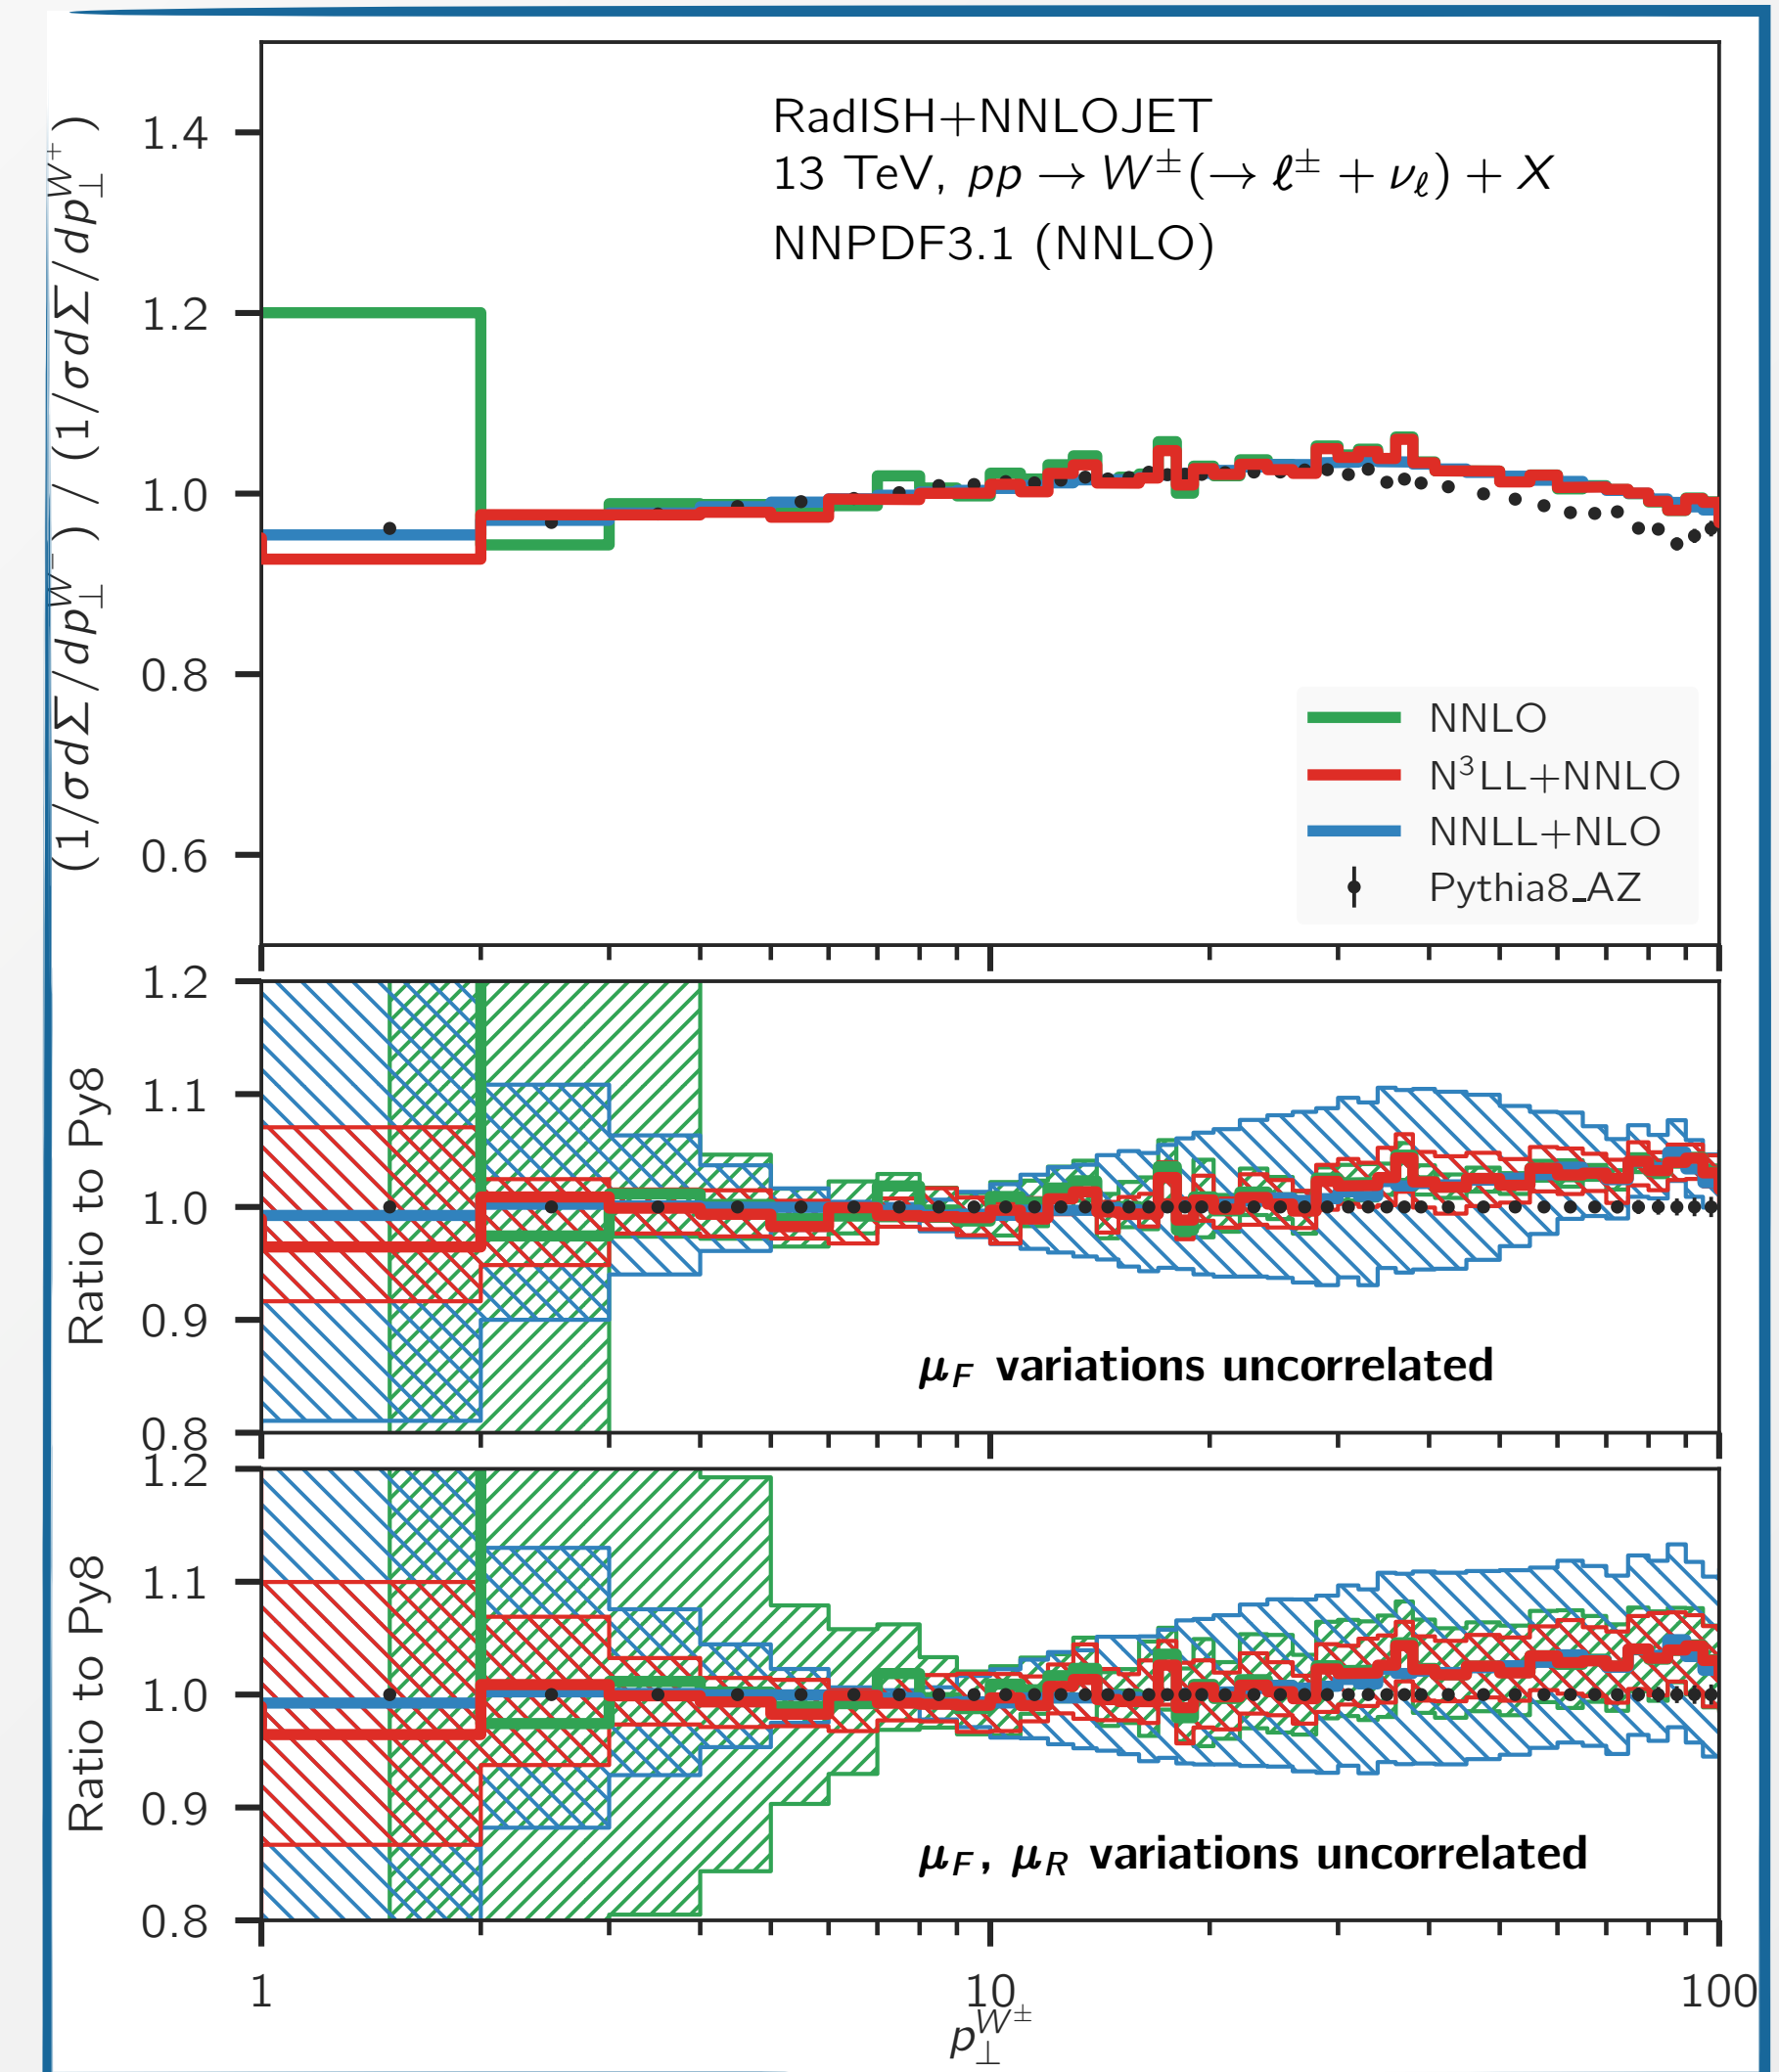 (1/σdΣ/dp⊥^W−) / (1/σdΣ/dp⊥^W+)
1.4
1.2
1.0
0.8
0.6
RadISH+NNLOJET
13 TeV, pp → W±(→ ℓ± + νℓ) + X
NNPDF3.1 (NNLO)
NNLO
N³LL+NNLO
NNLL+NLO
Pythia8_AZ
Ratio to Py8
1.2
1.1
1.0
0.9
0.8
μF variations uncorrelated
Ratio to Py8
1.2
1.1
1.0
0.9
0.8
μF, μR variations uncorrelated
1 10 100
p⊥^W±